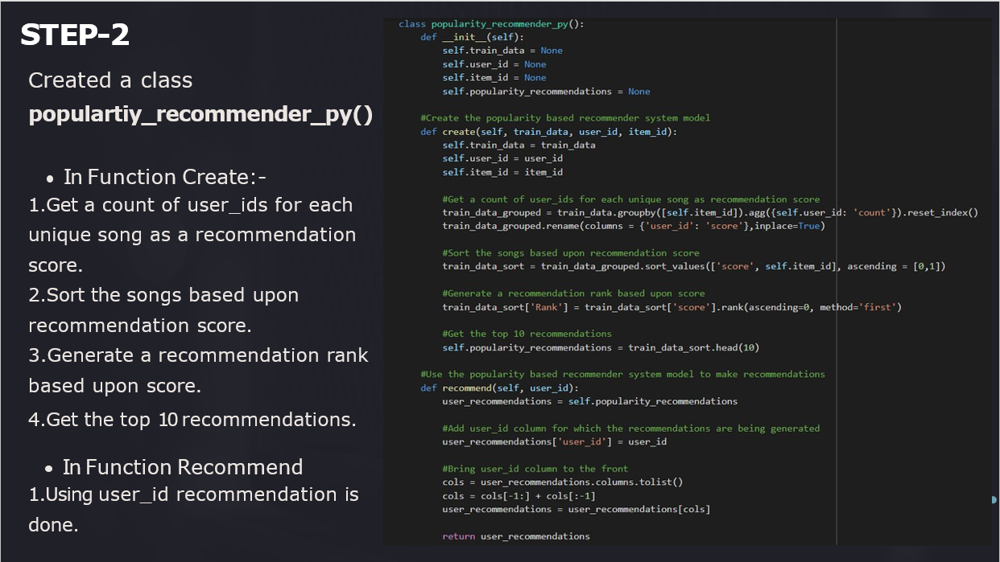 STEP-2
Created a class
populartiy_recommender_py()
• In Function Create:-
1.Get a count of user_ids for each
unique song as a recommendation
score.
2.Sort the songs based upon
recommendation score.
3.Generate a recommendation rank
based upon score.
4.Get the top 10 recommendations.
• In Function Recommend
1.Using user_id recommendation is
done.
class popularity_recommender_py():
    def __init__(self):
        self.train_data = None
        self.user_id = None
        self.item_id = None
        self.popularity_recommendations = None
    #Create the popularity based recommender system model
    def create(self, train_data, user_id, item_id):
        self.train_data = train_data
        self.user_id = user_id
        self.item_id = item_id
        #Get a count of user_ids for each unique song as recommendation score
        train_data_grouped = train_data.groupby([self.item_id]).agg({self.user_id: 'count'}).reset_index()
        train_data_grouped.rename(columns = {'user_id': 'score'},inplace=True)
        #Sort the songs based upon recommendation score
        train_data_sort = train_data_grouped.sort_values(['score', self.item_id], ascending = [0,1])
        #Generate a recommendation rank based upon score
        train_data_sort['Rank'] = train_data_sort['score'].rank(ascending=0, method='first')
        #Get the top 10 recommendations
        self.popularity_recommendations = train_data_sort.head(10)
    #Use the popularity based recommender system model to make recommendations
    def recommend(self, user_id):
        user_recommendations = self.popularity_recommendations
        #Add user_id column for which the recommendations are being generated
        user_recommendations['user_id'] = user_id
        #Bring user_id column to the front
        cols = user_recommendations.columns.tolist()
        cols = cols[-1:] + cols[:-1]
        user_recommendations = user_recommendations[cols]
        return user_recommendations